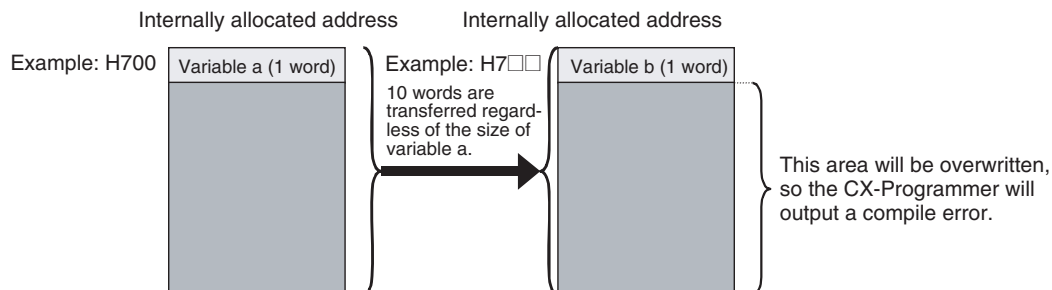 Internally allocated address
Internally allocated address
Example: H700
Variable a (1 word)
Example: H7□□
Variable b (1 word)
10 words are
transferred regard-
less of the size of
variable a.
This area will be overwritten,
so the CX-Programmer will
output a compile error.